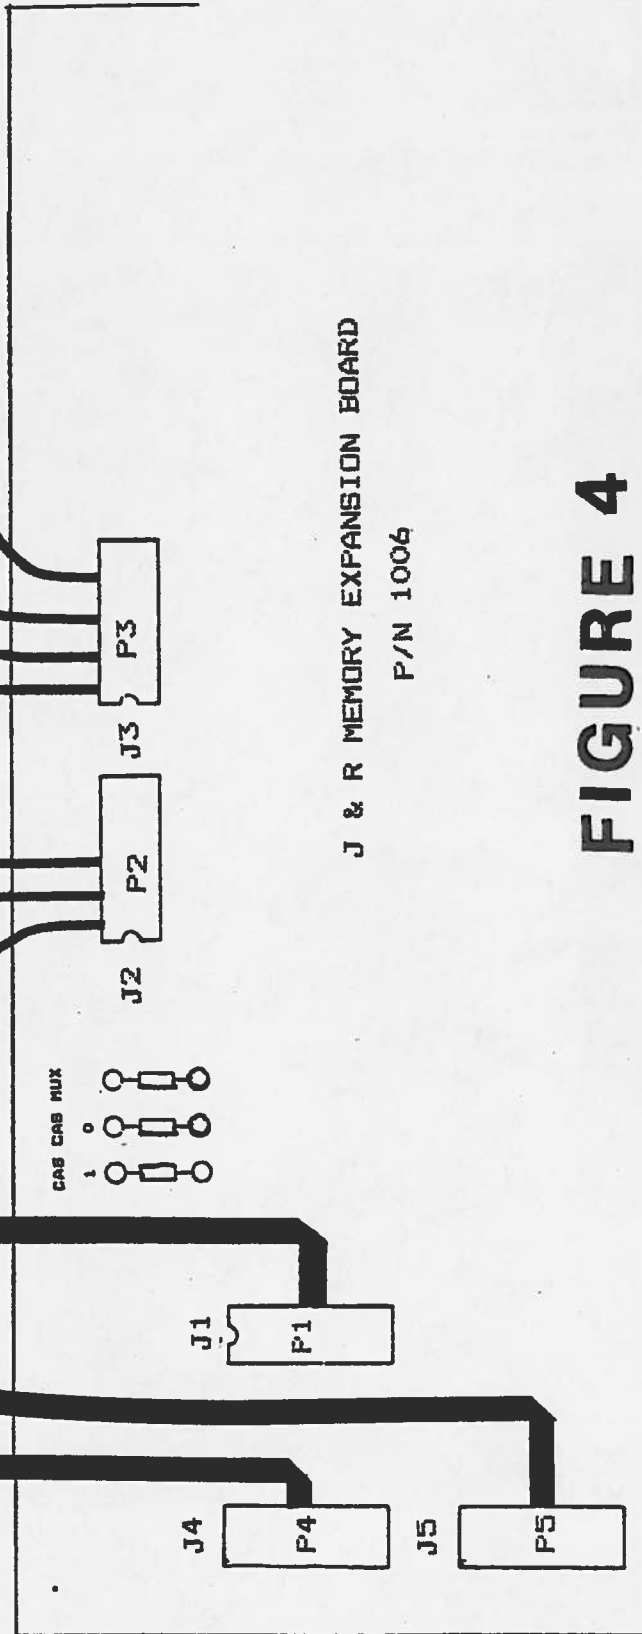 CAS CAS MUX
1 0
J2 P2 J3 P3
J4 J1
P4 P1
J & R MEMORY EXPANSION BOARD
P/N 1006
J5
P5
FIGURE 4